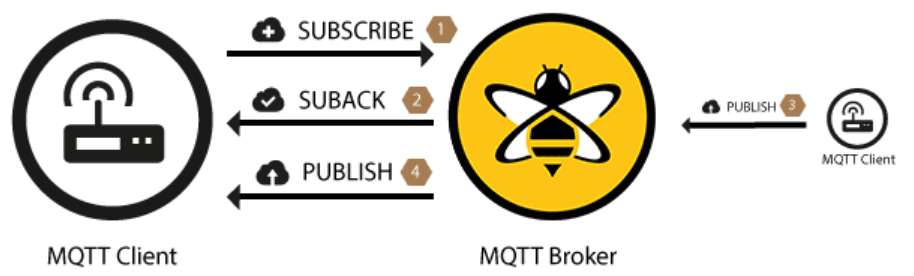 SUBSCRIBE 1
SUBACK 2
PUBLISH 3
PUBLISH 4
MQTT Client
MQTT Client
MQTT Broker